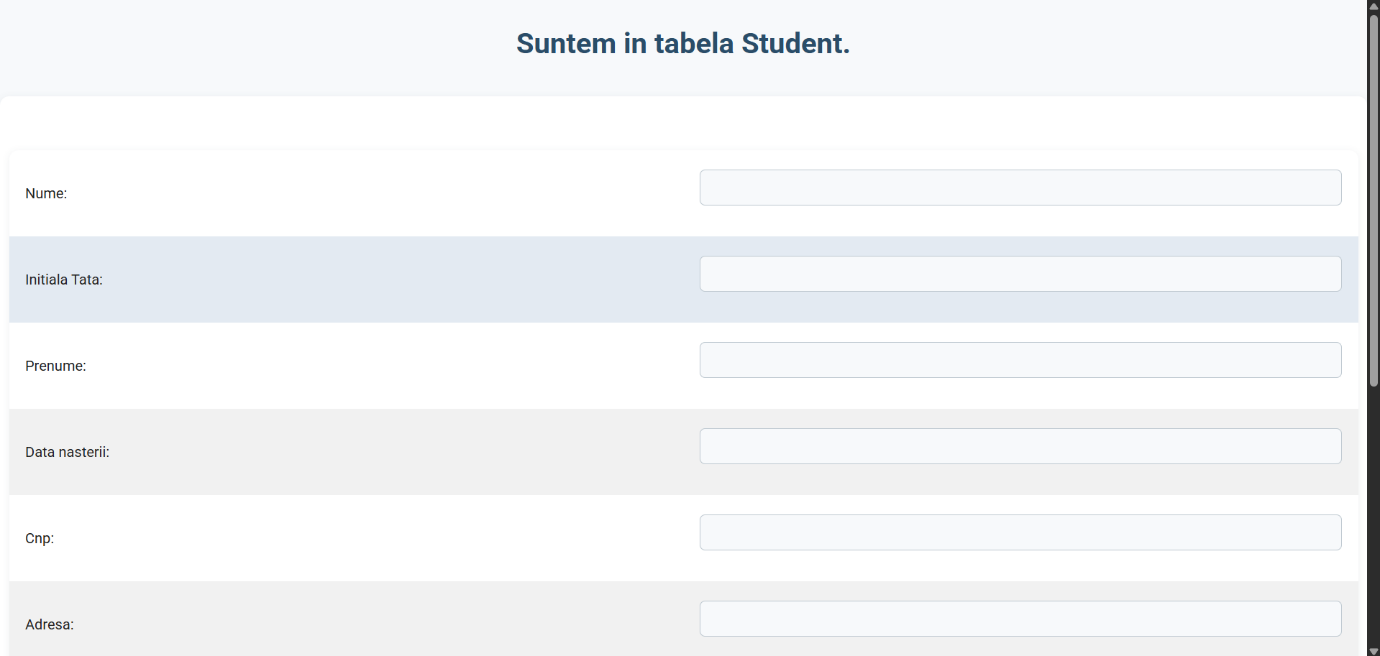 Suntem in tabela Student.
Nume:
Initiala Tata:
Prenume:
Data nasterii:
Cnp:
Adresa: